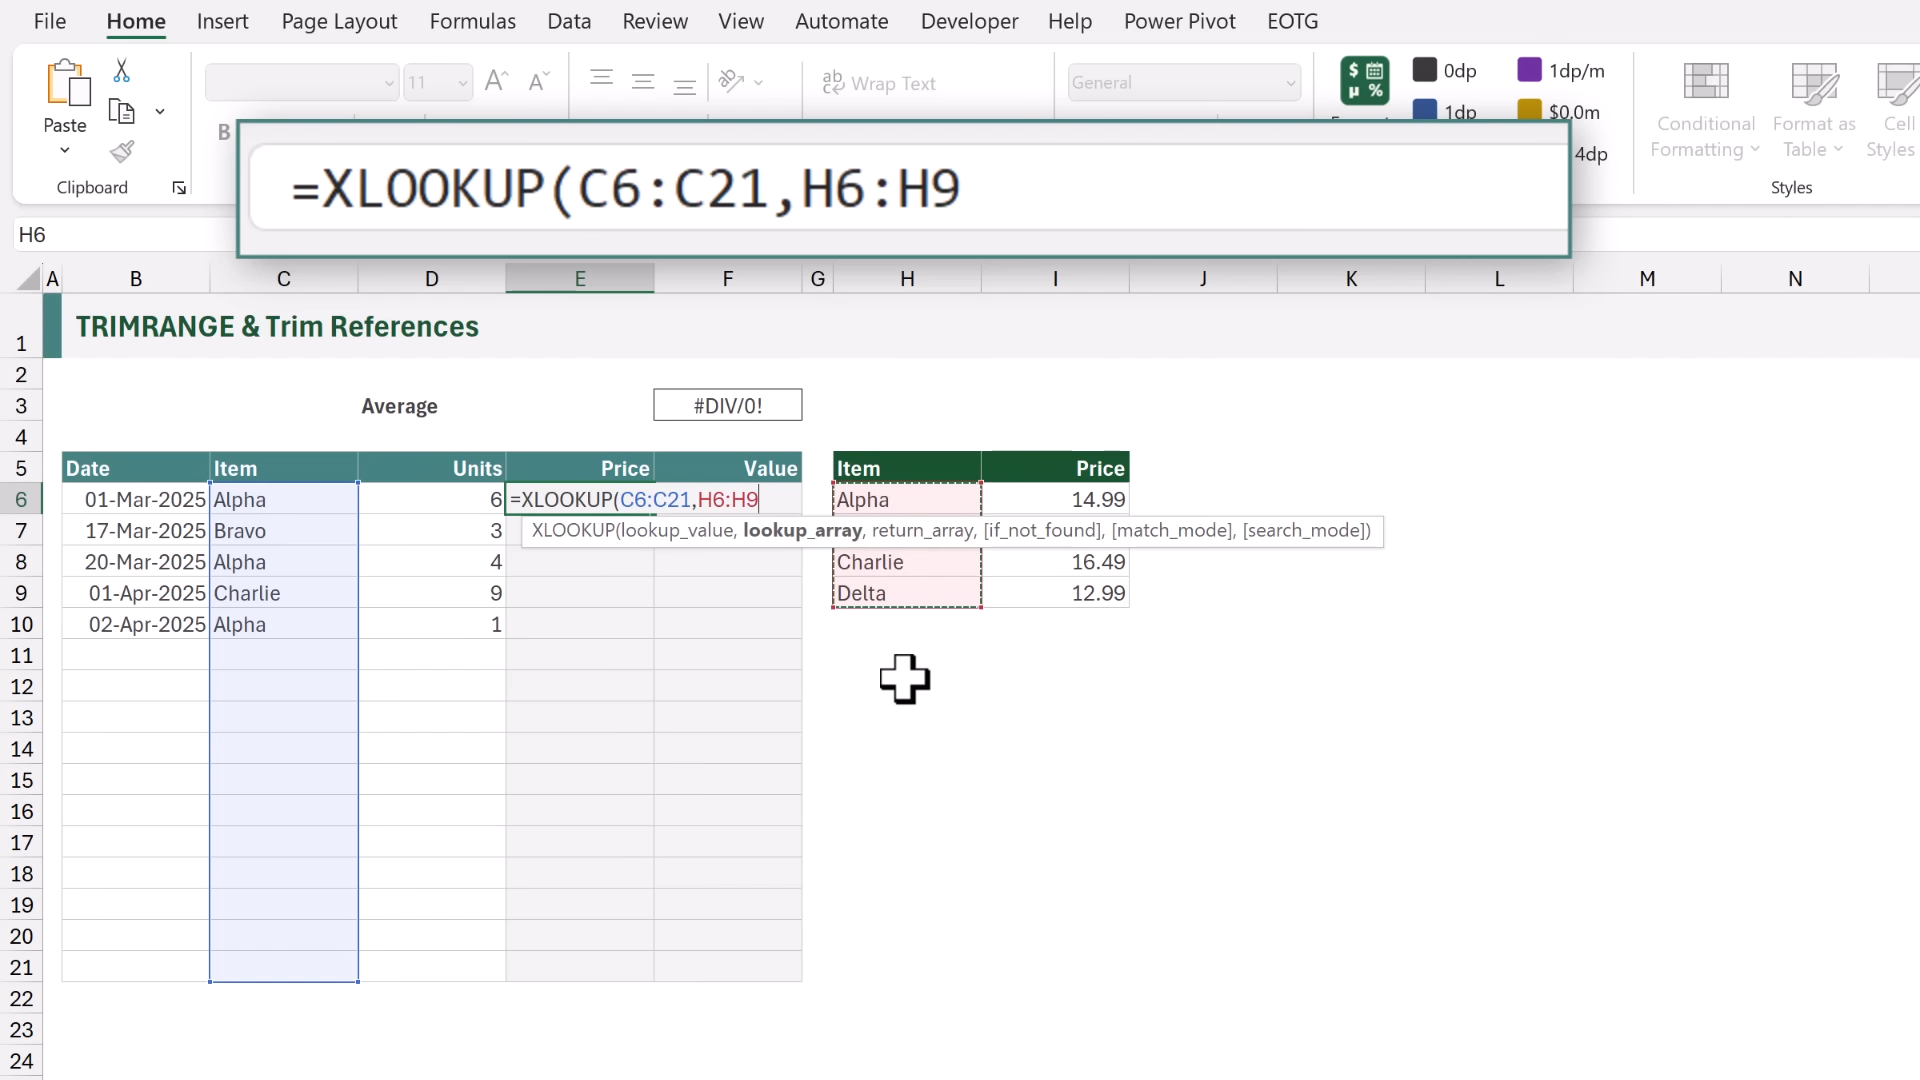 File Home Insert Page Layout Formulas Data Review View Automate Developer Help Power Pivot EOTG
Paste
Clipboard
11
B
ab Wrap Text
General
$ µ %
0dp
1dp/m
1dp
$0.0m
4dp
Conditional Formatting
Format as Table
Cell Styles
Styles
=XLOOKUP(C6:C21,H6:H9
H6
A B C D E F G H I J K L M N
1 TRIMRANGE & Trim References
2
3 Average #DIV/0!
4
5 Date Item Units Price Value Item Price
6 01-Mar-2025 Alpha 6 =XLOOKUP(C6:C21,H6:H9 Alpha 14.99
7 17-Mar-2025 Bravo 3 XLOOKUP(lookup_value, lookup_array, return_array, [if_not_found], [match_mode], [search_mode])
8 20-Mar-2025 Alpha 4 Charlie 16.49
9 01-Apr-2025 Charlie 9 Delta 12.99
10 02-Apr-2025 Alpha 1
11
12
13
14
15
16
17
18
19
20
21
22
23
24